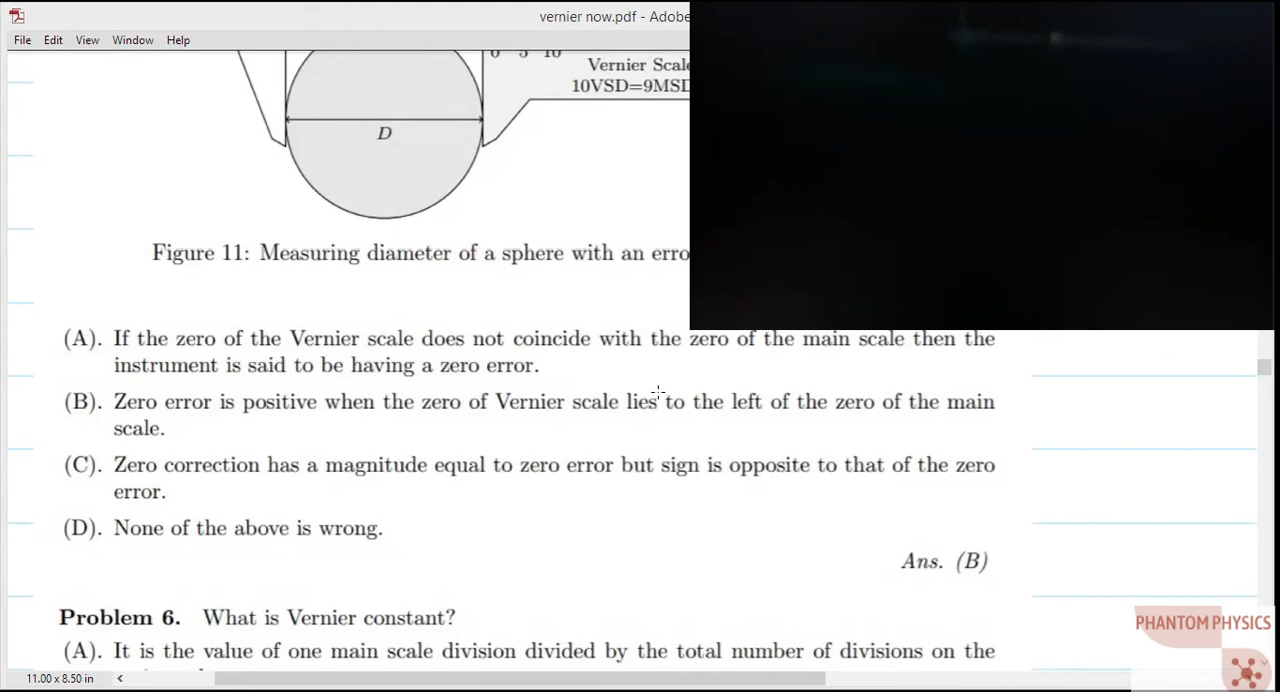 vernier now.pdf - Adobe
File Edit View Window Help
0 5 10
Vernier Scale
10VSD=9MSD
D
Figure 11: Measuring diameter of a sphere with an erro
(A). If the zero of the Vernier scale does not coincide with the zero of the main scale then the
instrument is said to be having a zero error.
(B). Zero error is positive when the zero of Vernier scale lies to the left of the zero of the main
scale.
(C). Zero correction has a magnitude equal to zero error but sign is opposite to that of the zero
error.
(D). None of the above is wrong.
Ans. (B)
Problem 6. What is Vernier constant?
(A). It is the value of one main scale division divided by the total number of divisions on the
PHANTOM PHYSICS
11.00 x 8.50 in